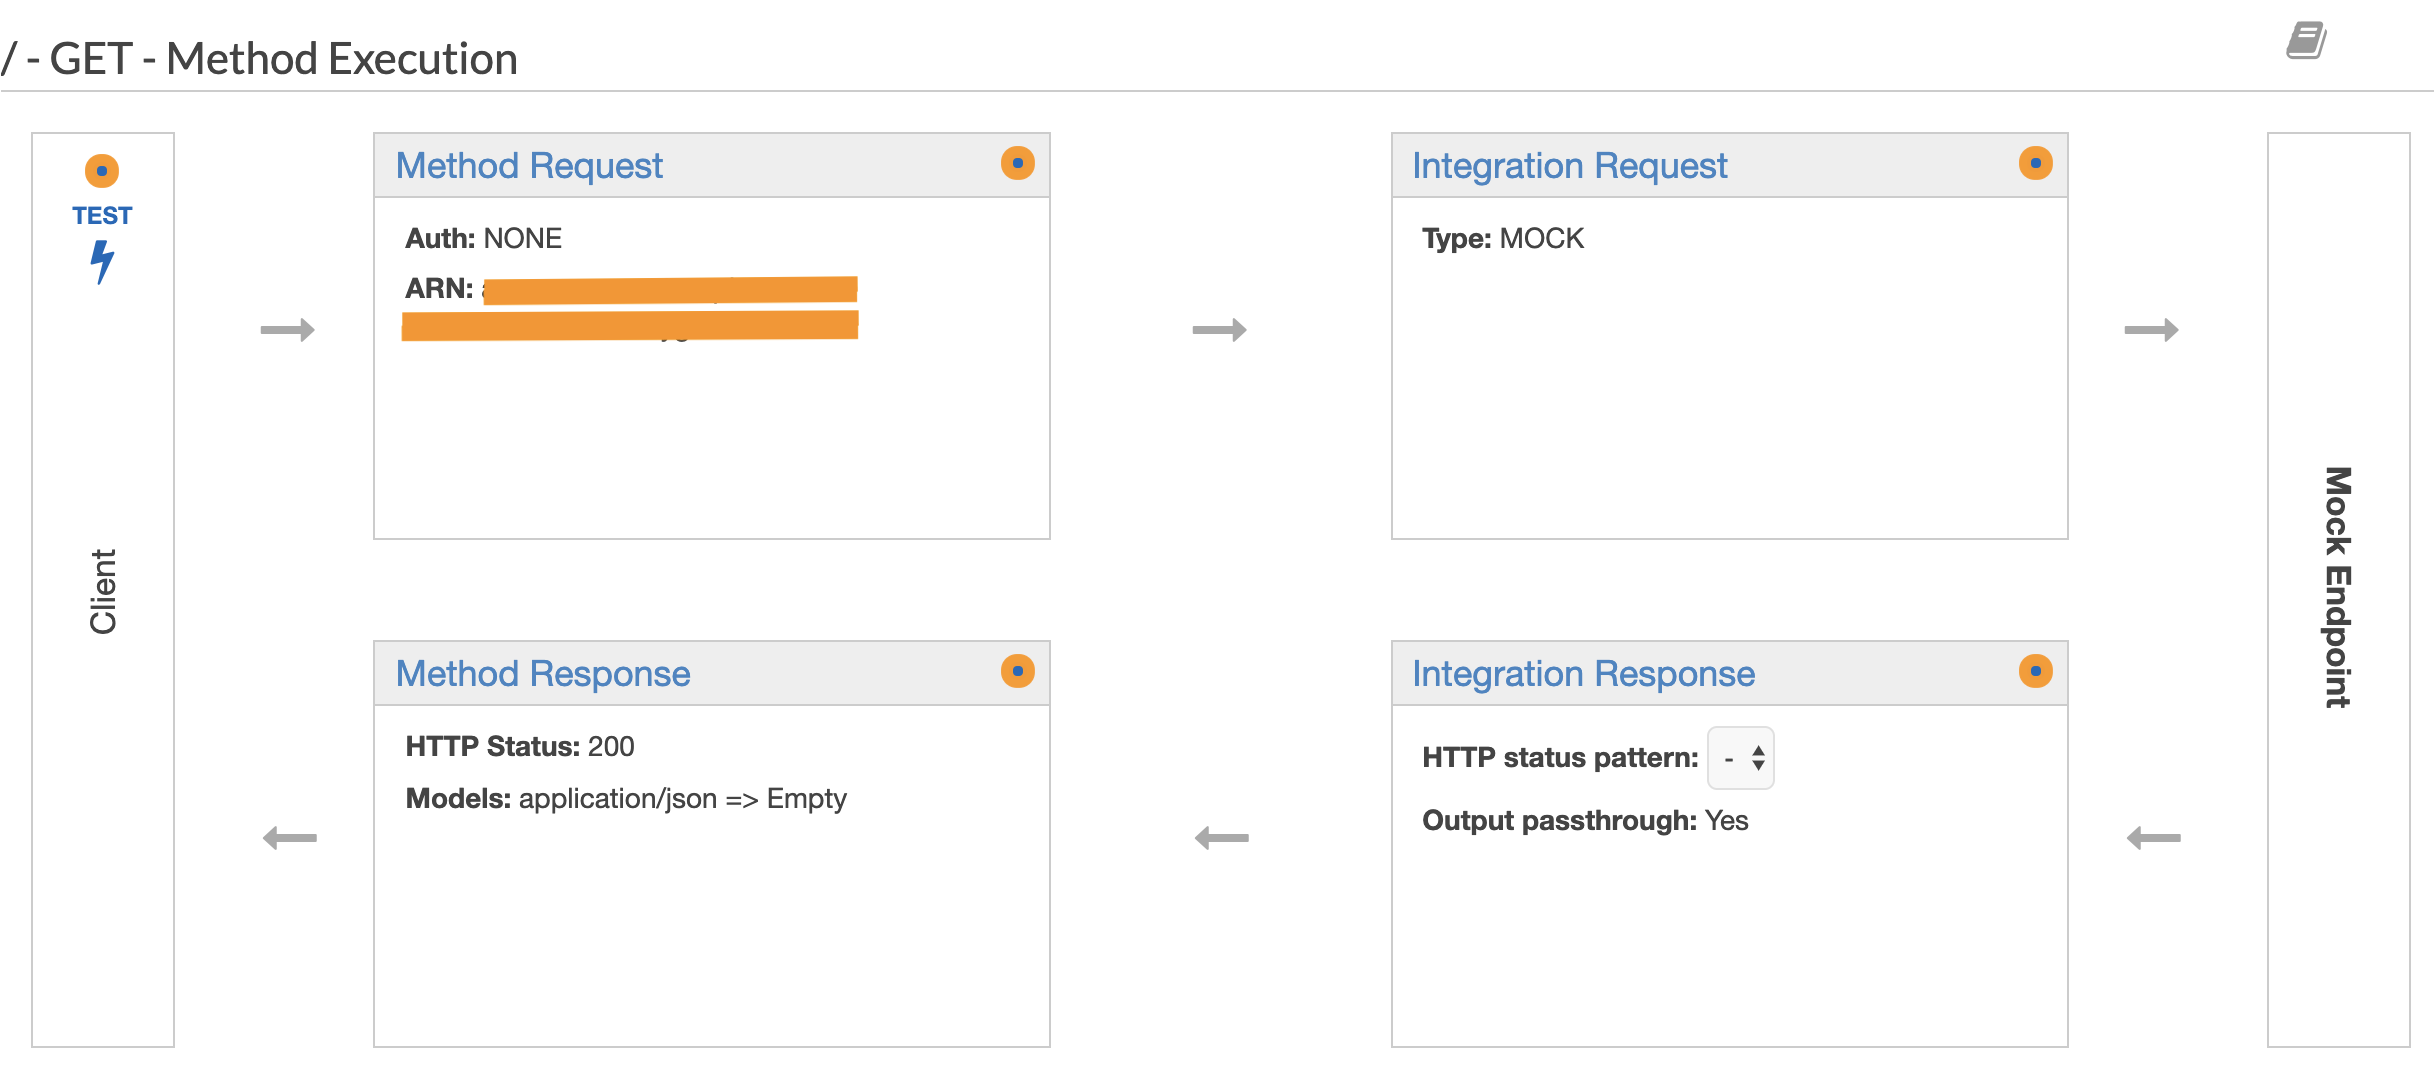 / - GET - Method Execution
TEST
Client
Method Request
Auth: NONE
ARN:
Integration Request
Type: MOCK
Mock Endpoint
Method Response
HTTP Status: 200
Models: application/json => Empty
Integration Response
HTTP status pattern: -
Output passthrough: Yes